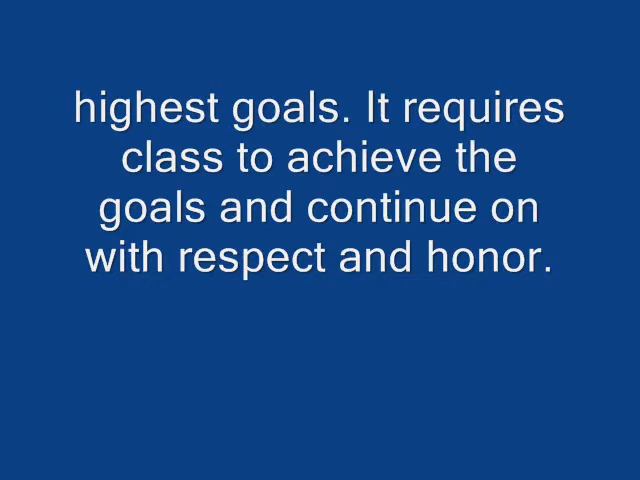 highest goals. It requires
class to achieve the
goals and continue on
with respect and honor.